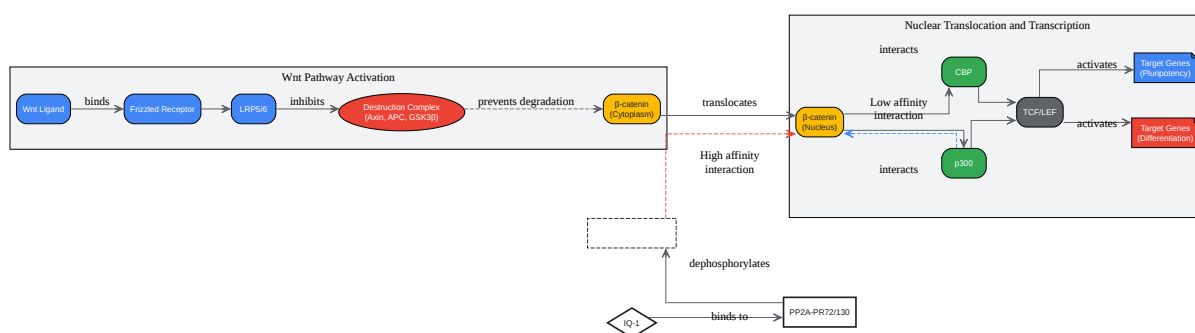 Nuclear Translocation and Transcription
interacts
Wnt Pathway Activation
CBP
activates
Target Genes
(Pluripotency)
Wnt Ligand
binds
Frizzled Receptor
LRP5/6
inhibits
Destruction Complex
(Axin, APC, GSK3β)
prevents degradation
β-catenin
(Cytoplasm)
translocates
β-catenin
(Nucleus)
Low affinity
interaction
TCF/LEF
activates
Target Genes
(Differentiation)
High affinity
interaction
interacts
p300
dephosphorylates
IQ-1
binds to
PP2A-PR72/130